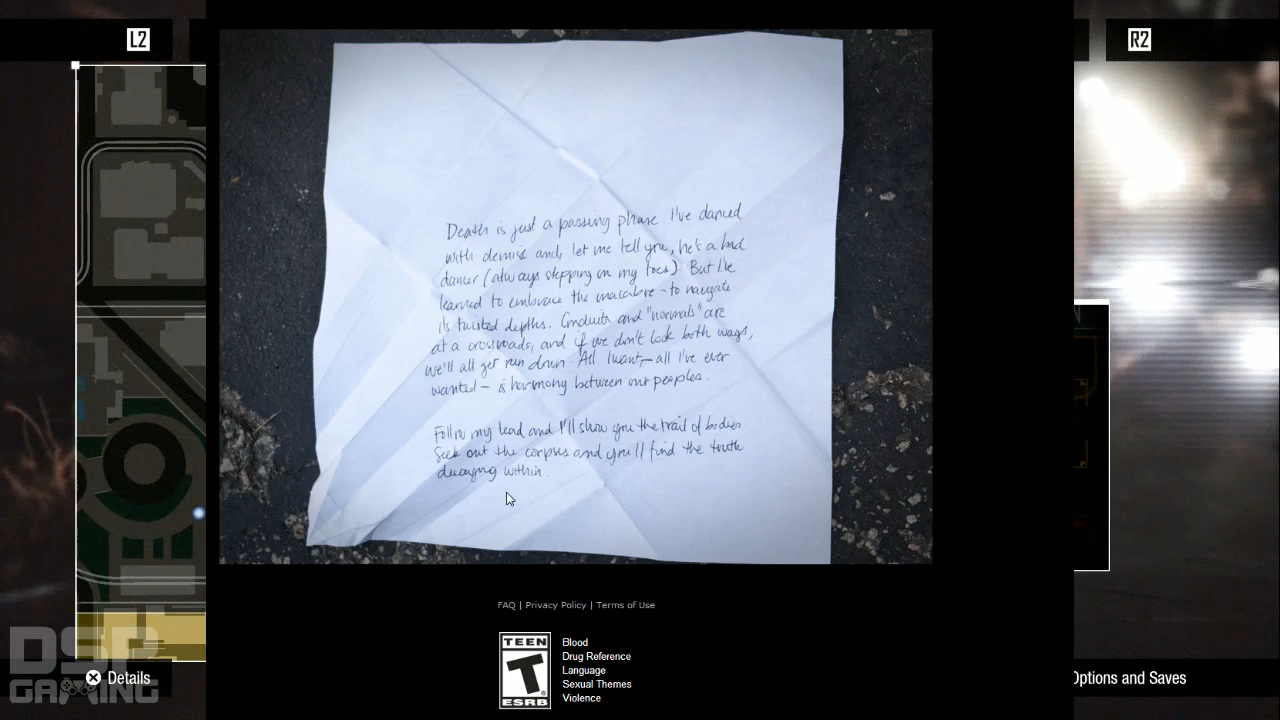 L2
R2
Death is just a passing phase. I've danced
with demise and, let me tell you, he's a bad
dancer (always stepping on my toes) But I've
learned to embrace the macabre - to navigate
its twisted depths. Conduits and "normals" are
at a crossroads, and if we don't look both ways,
we'll all get run down. All I want - all I've ever
wanted - is harmony between our peoples.
Follow my lead and I'll show you the trail of bodies
Seek out the corpses and you'll find the truth
decaying within.
FAQ | Privacy Policy | Terms of Use
TEEN
T
ESRB
Blood
Drug Reference
Language
Sexual Themes
Violence
DSP
GAMING
Details
Options and Saves